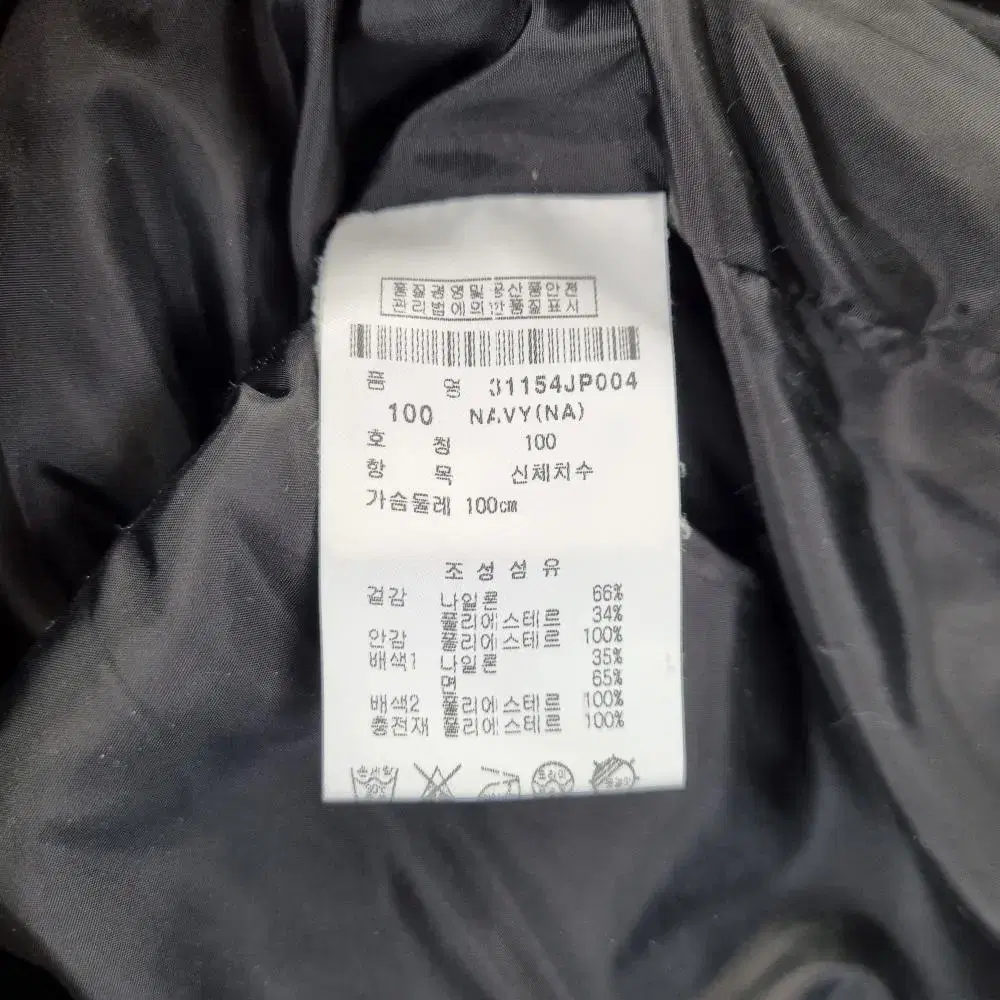 품질경영및 공산품안전
관리법에의한품질표시
품 명 31154JP004
100 NAVY(NA)
호 칭 100
항 목 신체치수
가슴둘레 100㎝
조성섬유
겉감 나일론 66%
폴리에스테르 34%
안감 폴리에스테르 100%
배색1 나일론 35%
면 65%
배색2 폴리에스테르 100%
충전재 폴리에스테르 100%
손세탁
30℃